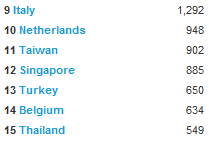 9 Italy 1,292
10 Netherlands 948
11 Taiwan 902
12 Singapore 885
13 Turkey 650
14 Belgium 634
15 Thailand 549